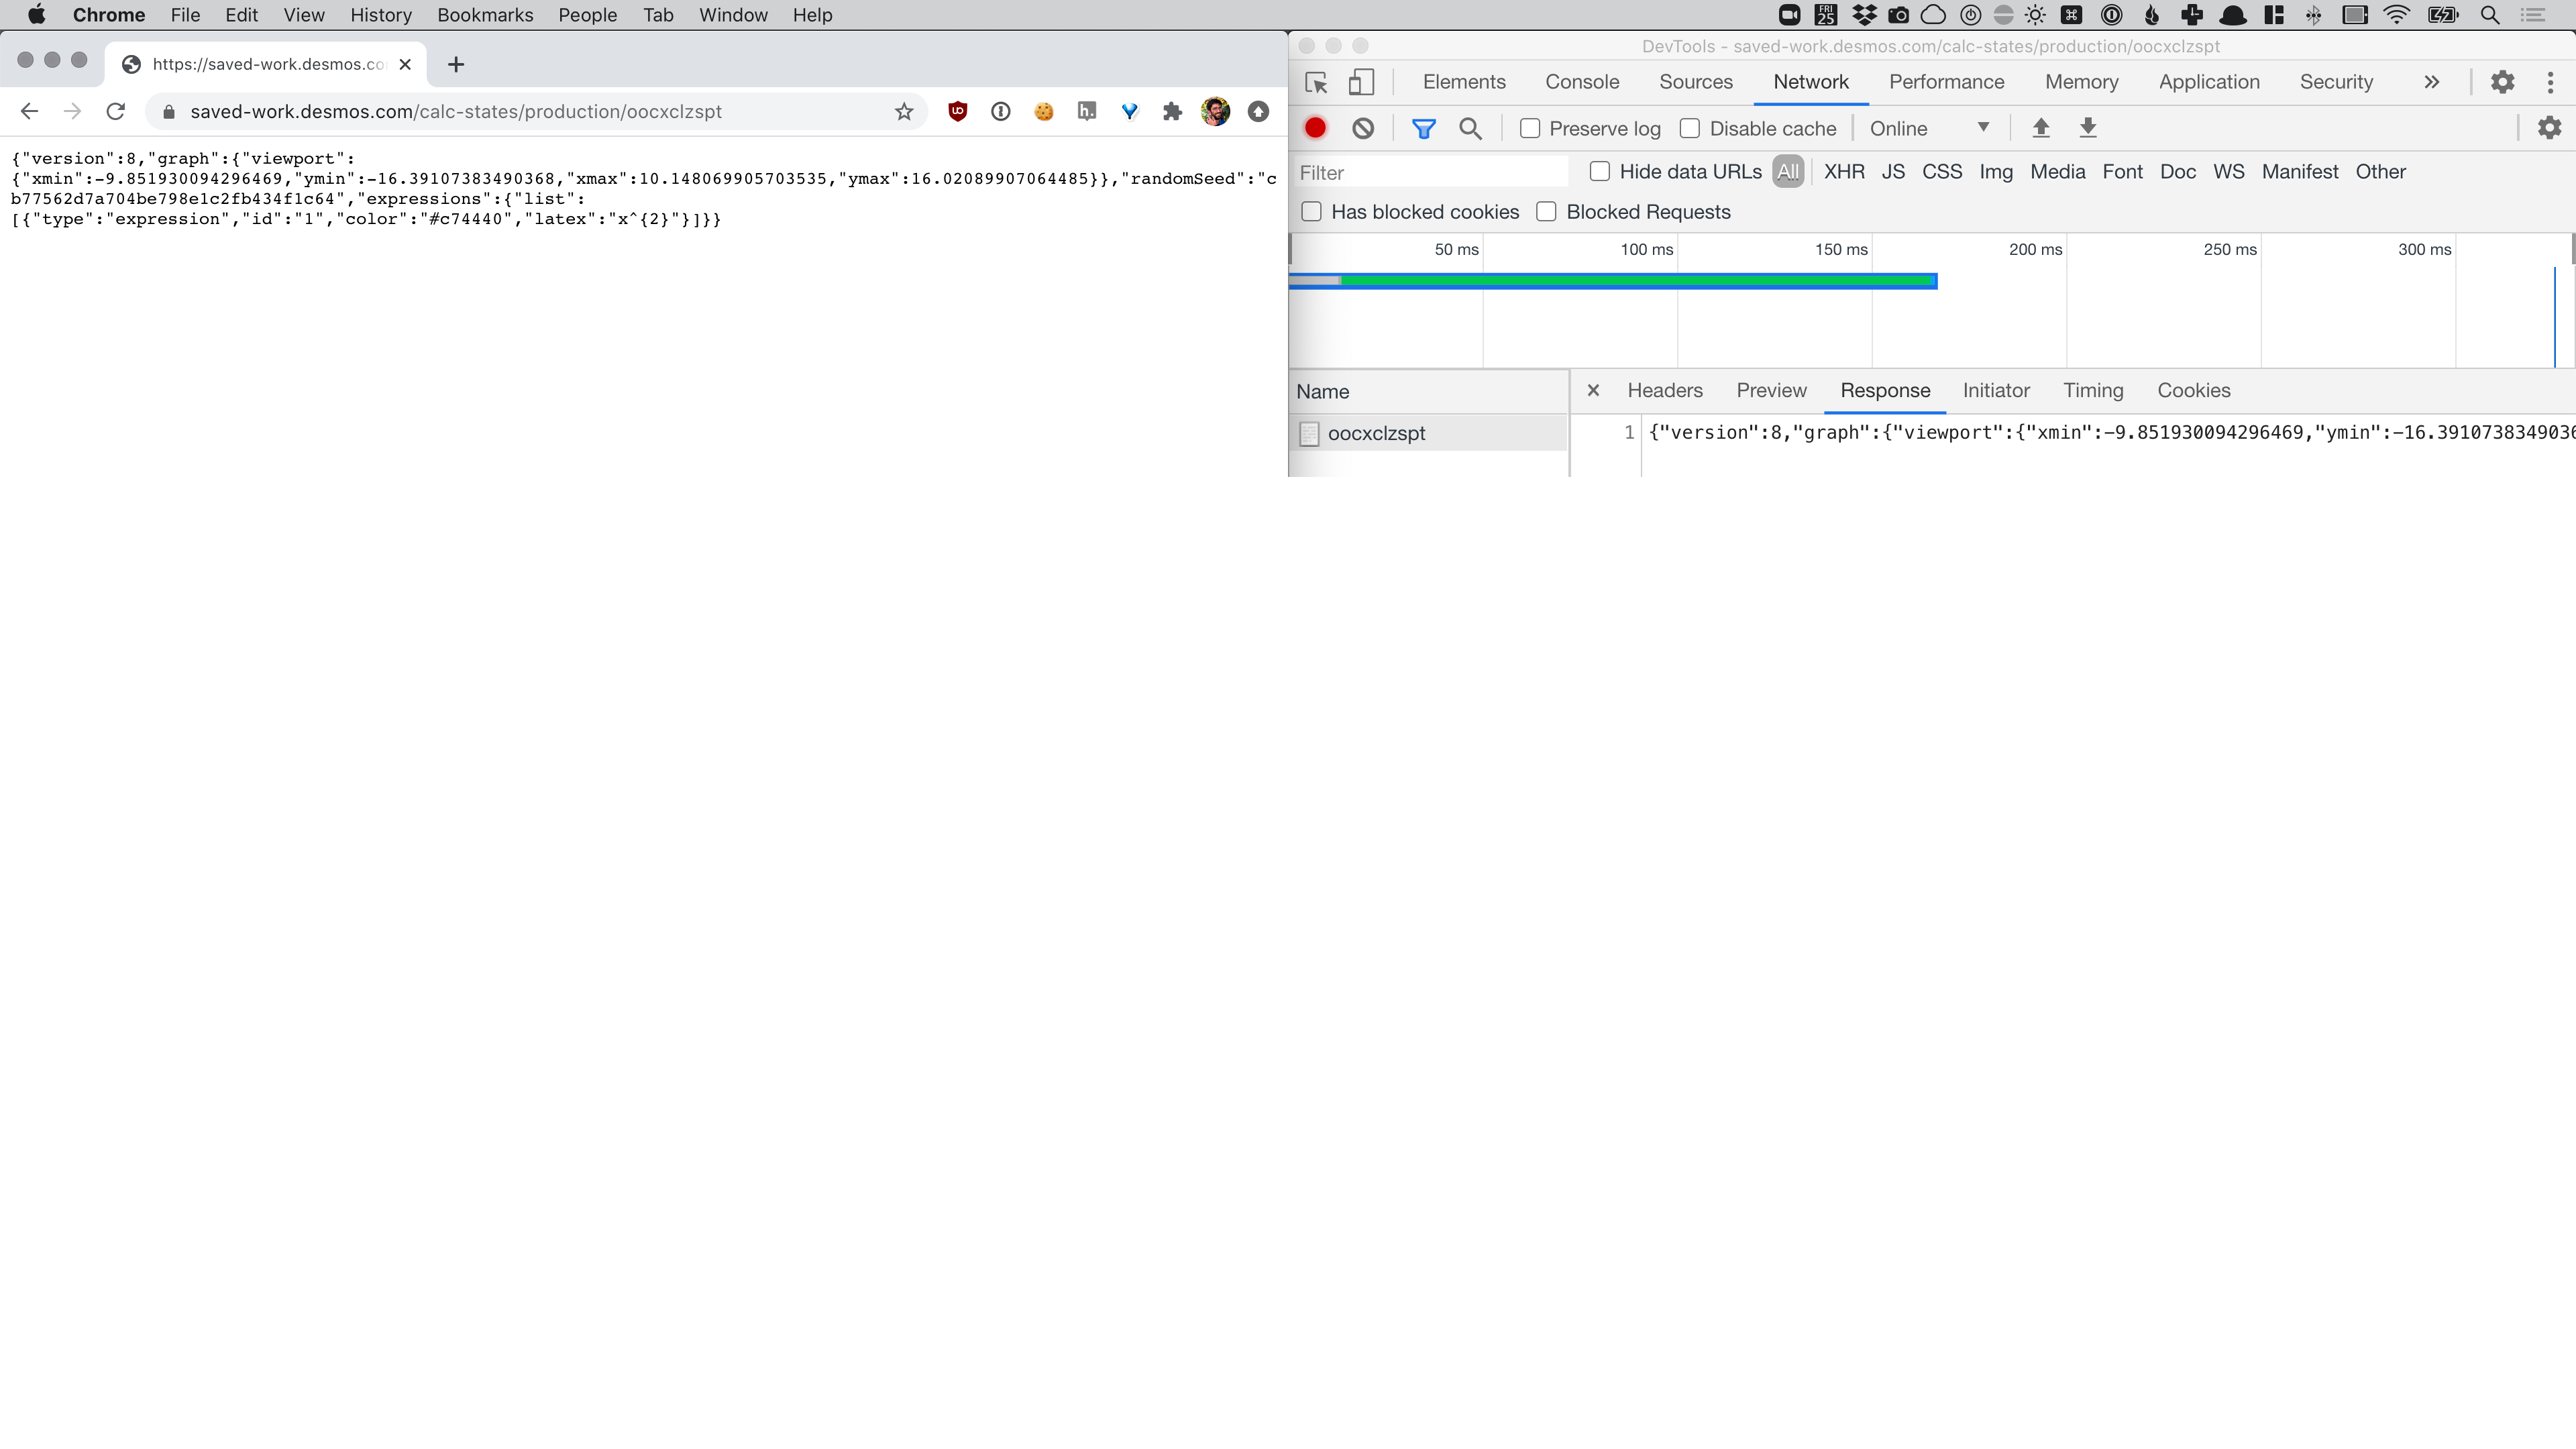 Chrome File Edit View History Bookmarks People Tab Window Help
FRI
25
https://saved-work.desmos.co
saved-work.desmos.com/calc-states/production/oocxclzspt
{"version":8,"graph":{"viewport":
{"xmin":-9.851930094296469,"ymin":-16.39107383490368,"xmax":10.148069905703535,"ymax":16.02089907064485}},"randomSeed":"c
b77562d7a704be798e1c2fb434f1c64","expressions":{"list":
[{"type":"expression","id":"1","color":"#c74440","latex":"x^{2}"}]}}
DevTools - saved-work.desmos.com/calc-states/production/oocxclzspt
Elements Console Sources Network Performance Memory Application Security
Preserve log Disable cache Online
Filter Hide data URLs All XHR JS CSS Img Media Font Doc WS Manifest Other
Has blocked cookies Blocked Requests
50 ms 100 ms 150 ms 200 ms 250 ms 300 ms
Name Headers Preview Response Initiator Timing Cookies
oocxclzspt 1 {"version":8,"graph":{"viewport":{"xmin":-9.851930094296469,"ymin":-16.3910738349036